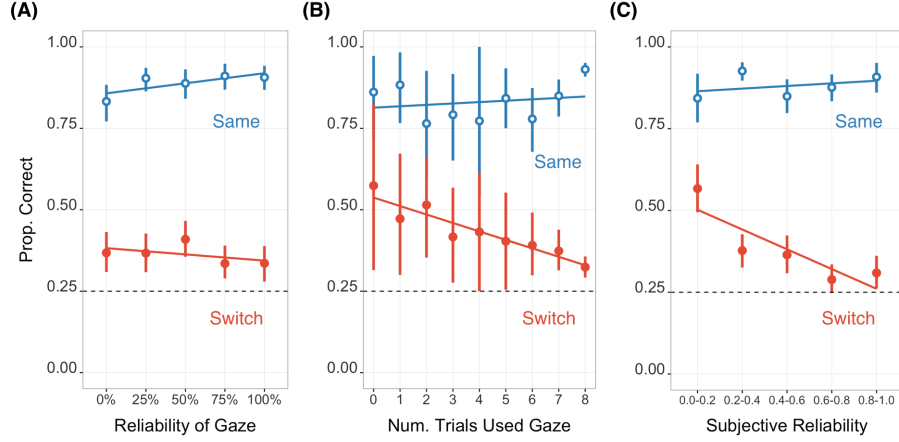 (A) (B) (C)
Prop. Correct
1.00 0.75 0.50 0.25 0.00
Same
Switch
0% 25% 50% 75% 100%
Reliability of Gaze
1.00 0.75 0.50 0.25 0.00
Same
Switch
0 1 2 3 4 5 6 7 8
Num. Trials Used Gaze
1.00 0.75 0.50 0.25 0.00
Same
Switch
0.0-0.2 0.2-0.4 0.4-0.6 0.6-0.8 0.8-1.0
Subjective Reliability